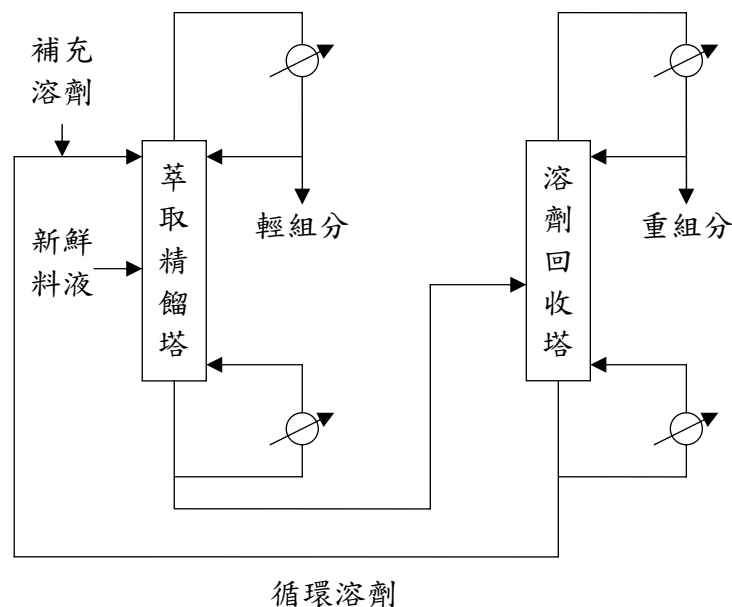 補充
溶劑
新鮮
料液
萃
取
精
餾
塔
輕組分
溶
劑
回
收
塔
重組分
循環溶劑